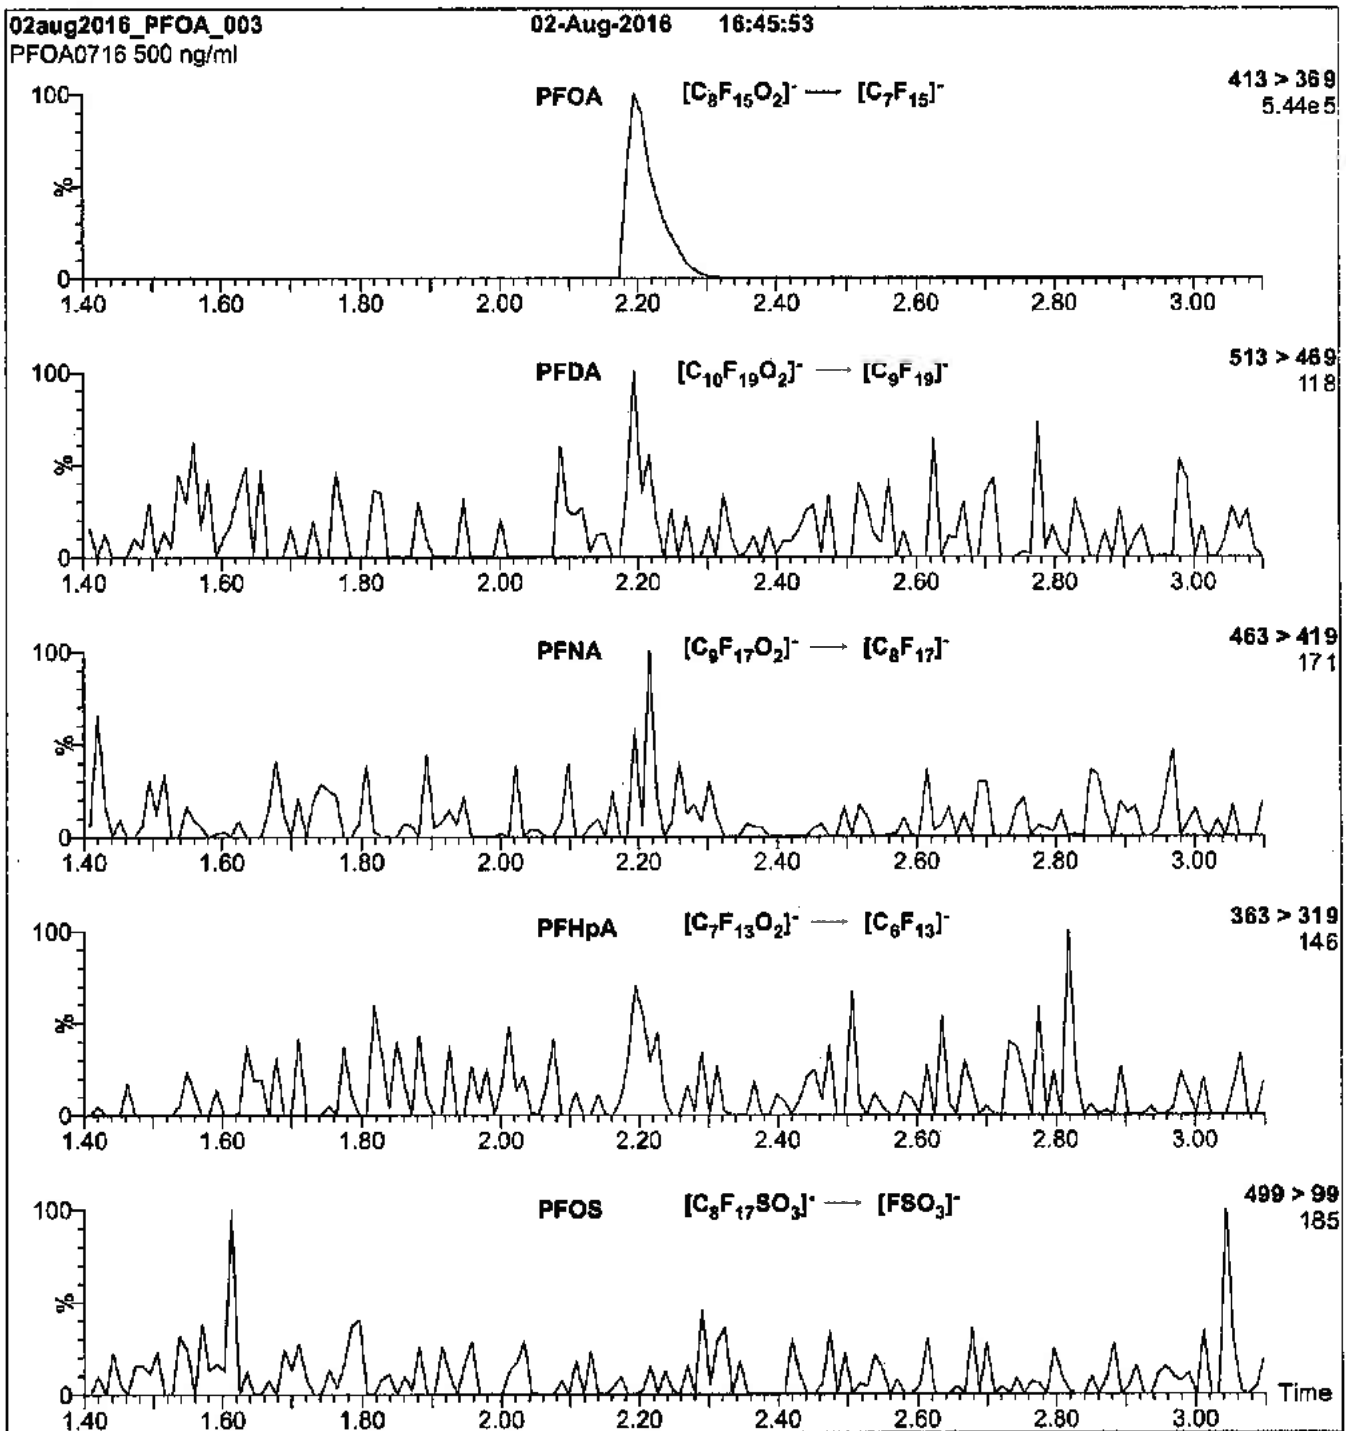 02aug2016_PFOA_003 02-Aug-2016 16:45:53
PFOA0716 500 ng/ml
PFOA [C8F15O2]- → [C7F15]- 413 > 369
5.44e5
100
%
0
1.40 1.60 1.80 2.00 2.20 2.40 2.60 2.80 3.00
PFDA [C10F19O2]- → [C9F19]- 513 > 469
118
100
%
0
1.40 1.60 1.80 2.00 2.20 2.40 2.60 2.80 3.00
PFNA [C9F17O2]- → [C8F17]- 463 > 419
171
100
%
0
1.40 1.60 1.80 2.00 2.20 2.40 2.60 2.80 3.00
PFHpA [C7F13O2]- → [C6F13]- 363 > 319
146
100
%
0
1.40 1.60 1.80 2.00 2.20 2.40 2.60 2.80 3.00
PFOS [C8F17SO3]- → [FSO3]- 499 > 99
185
100
%
0
Time
1.40 1.60 1.80 2.00 2.20 2.40 2.60 2.80 3.00